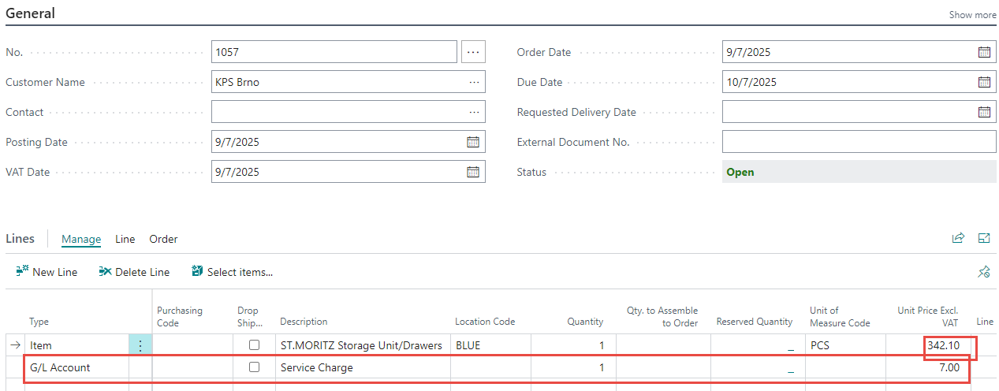 General
Show more
No. 1057 Order Date 9/7/2025
Customer Name KPS Brno Due Date 10/7/2025
Contact Requested Delivery Date
Posting Date 9/7/2025 External Document No.
VAT Date 9/7/2025 Status Open
Lines Manage Line Order
New Line Delete Line Select items...
Type Purchasing Code Drop Ship... Description Location Code Quantity Qty. to Assemble to Order Reserved Quantity Unit of Measure Code Unit Price Excl. VAT Line
Item ST.MORITZ Storage Unit/Drawers BLUE 1 _ PCS 342.10
G/L Account Service Charge 1 _ 7.00